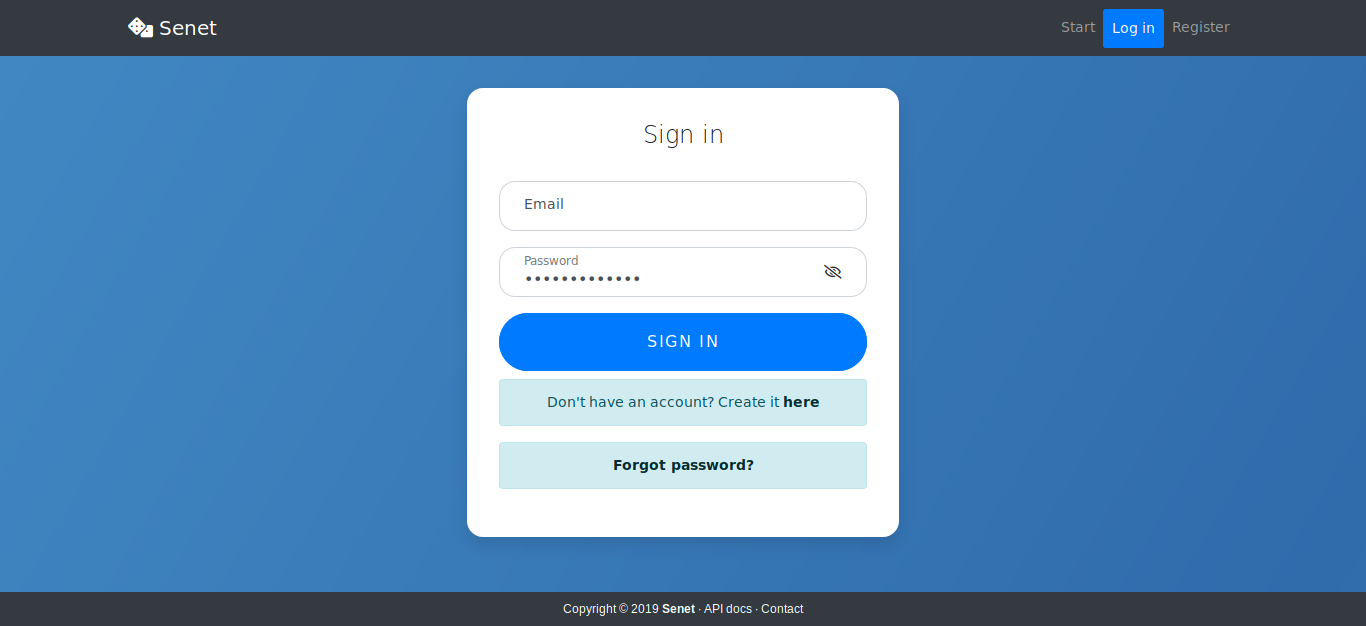 Senet
Start Log in Register
Sign in
Email
Password
•••••••••••••
SIGN IN
Don't have an account? Create it here
Forgot password?
Copyright © 2019 Senet · API docs · Contact